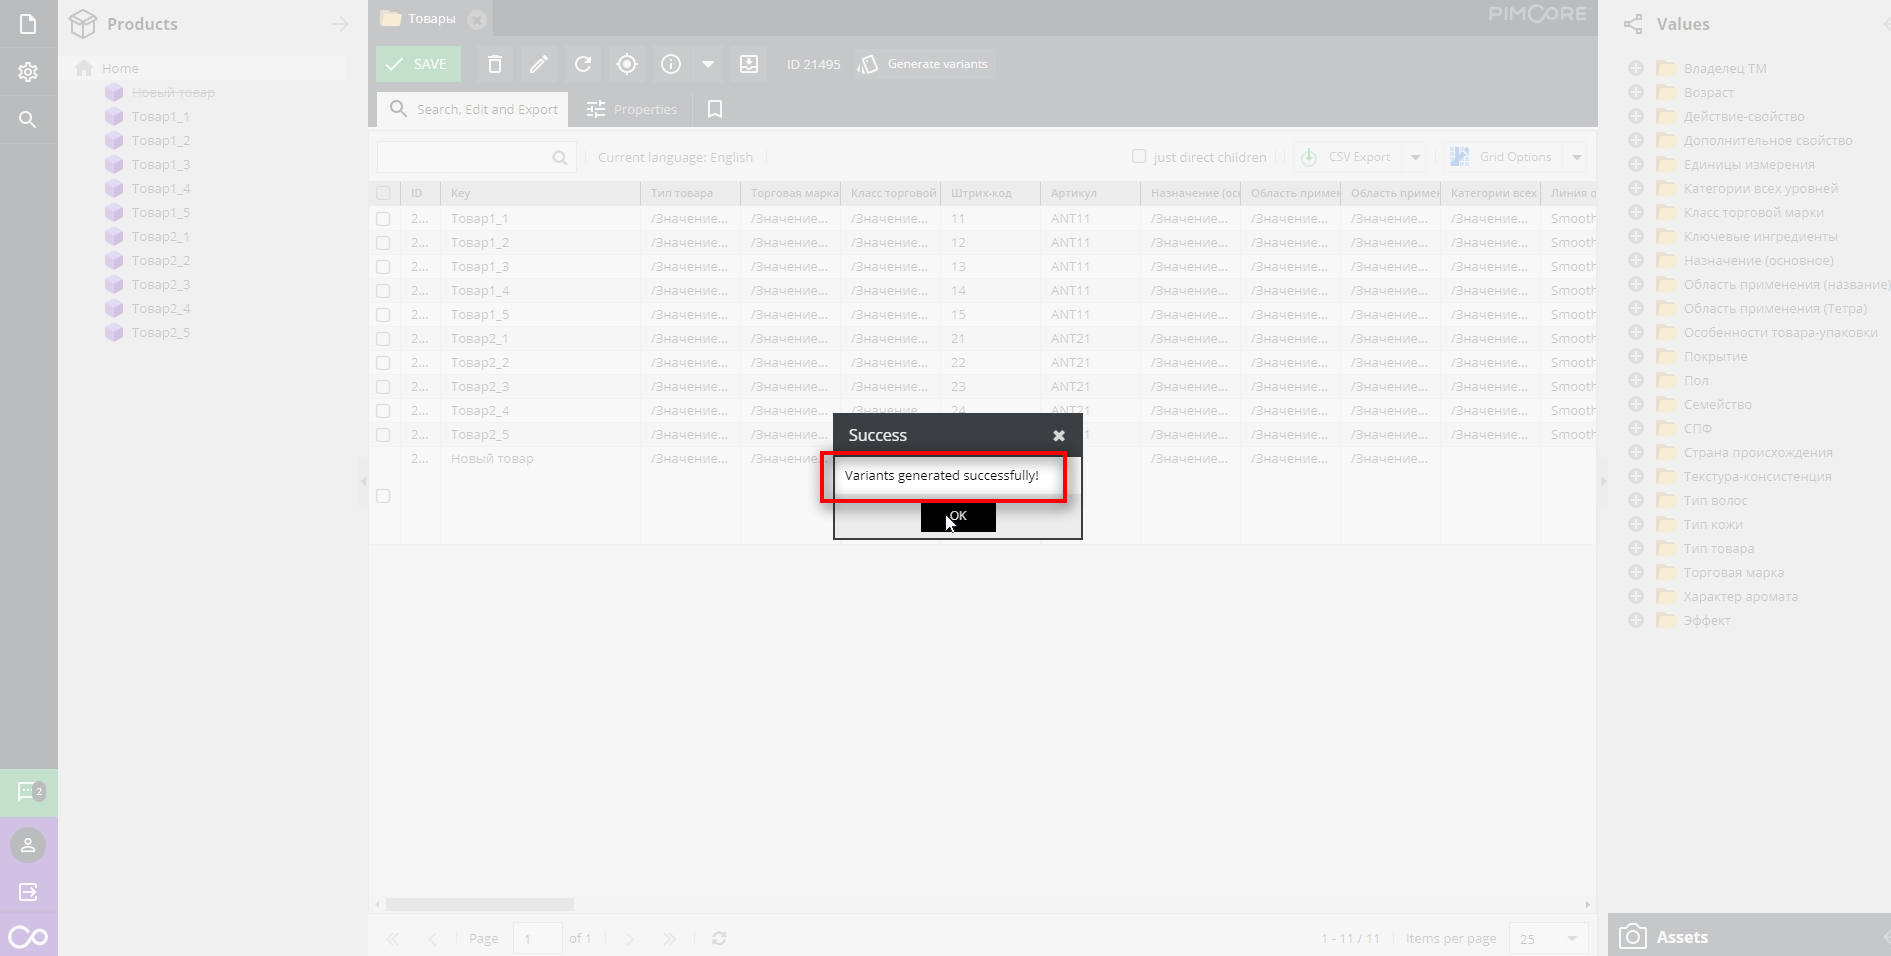 Products
Home
Новый товар
Товар1_1
Товар1_2
Товар1_3
Товар1_4
Товар1_5
Товар2_1
Товар2_2
Товар2_3
Товар2_4
Товар2_5
2
Товары
PIMCORE
SAVE
ID 21495
Generate variants
Search, Edit and Export
Properties
Current language: English
just direct children
CSV Export
Grid Options
ID Key Тип товара Торговая марка Класс торговой Штрих-код Артикул Назначение (осн Область примен Область примен Категории всех Линия о
2... Товар1_1 /Значение... /Значение... /Значение... 11 ANT11 /Значение... /Значение... /Значение... /Значение... Smooth
2... Товар1_2 /Значение... /Значение... /Значение... 12 ANT11 /Значение... /Значение... /Значение... /Значение... Smooth
2... Товар1_3 /Значение... /Значение... /Значение... 13 ANT11 /Значение... /Значение... /Значение... /Значение... Smooth
2... Товар1_4 /Значение... /Значение... /Значение... 14 ANT11 /Значение... /Значение... /Значение... /Значение... Smooth
2... Товар1_5 /Значение... /Значение... /Значение... 15 ANT11 /Значение... /Значение... /Значение... /Значение... Smooth
2... Товар2_1 /Значение... /Значение... /Значение... 21 ANT21 /Значение... /Значение... /Значение... /Значение... Smooth
2... Товар2_2 /Значение... /Значение... /Значение... 22 ANT21 /Значение... /Значение... /Значение... /Значение... Smooth
2... Товар2_3 /Значение... /Значение... /Значение... 23 ANT21 /Значение... /Значение... /Значение... /Значение... Smooth
2... Товар2_4 /Значение... /Значение... /Значение... 24 ANT21 /Значение... /Значение... /Значение... /Значение... Smooth
2... Товар2_5 /Значение... /Значение... 1 /Значение... /Значение... /Значение... /Значение... Smooth
2... Новый товар /Значение... /Значение /Значение... /Значение... /Значение...
Success
Variants generated successfully!
OK
Page 1 of 1
1 - 11 / 11
Items per page 25
Values
Владелец ТМ
Возраст
Действие-свойство
Дополнительное свойство
Единицы измерения
Категории всех уровней
Класс торговой марки
Ключевые ингредиенты
Назначение (основное)
Область применения (название)
Область применения (Тетра)
Особенности товара-упаковки
Покрытие
Пол
Семейство
СПФ
Страна происхождения
Текстура-консистенция
Тип волос
Тип кожи
Тип товара
Торговая марка
Характер аромата
Эффект
Assets